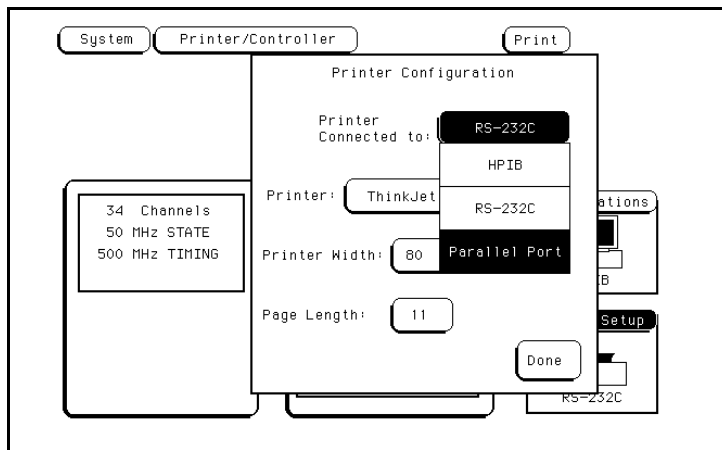 System Printer/Controller Print
Printer Configuration
Printer
Connected to: RS-232C
HPIB
RS-232C
Parallel Port
Printer: ThinkJet
Printer Width: 80
Page Length: 11
Done
34 Channels
50 MHz STATE
500 MHz TIMING
ations
IB
Setup
RS-232C